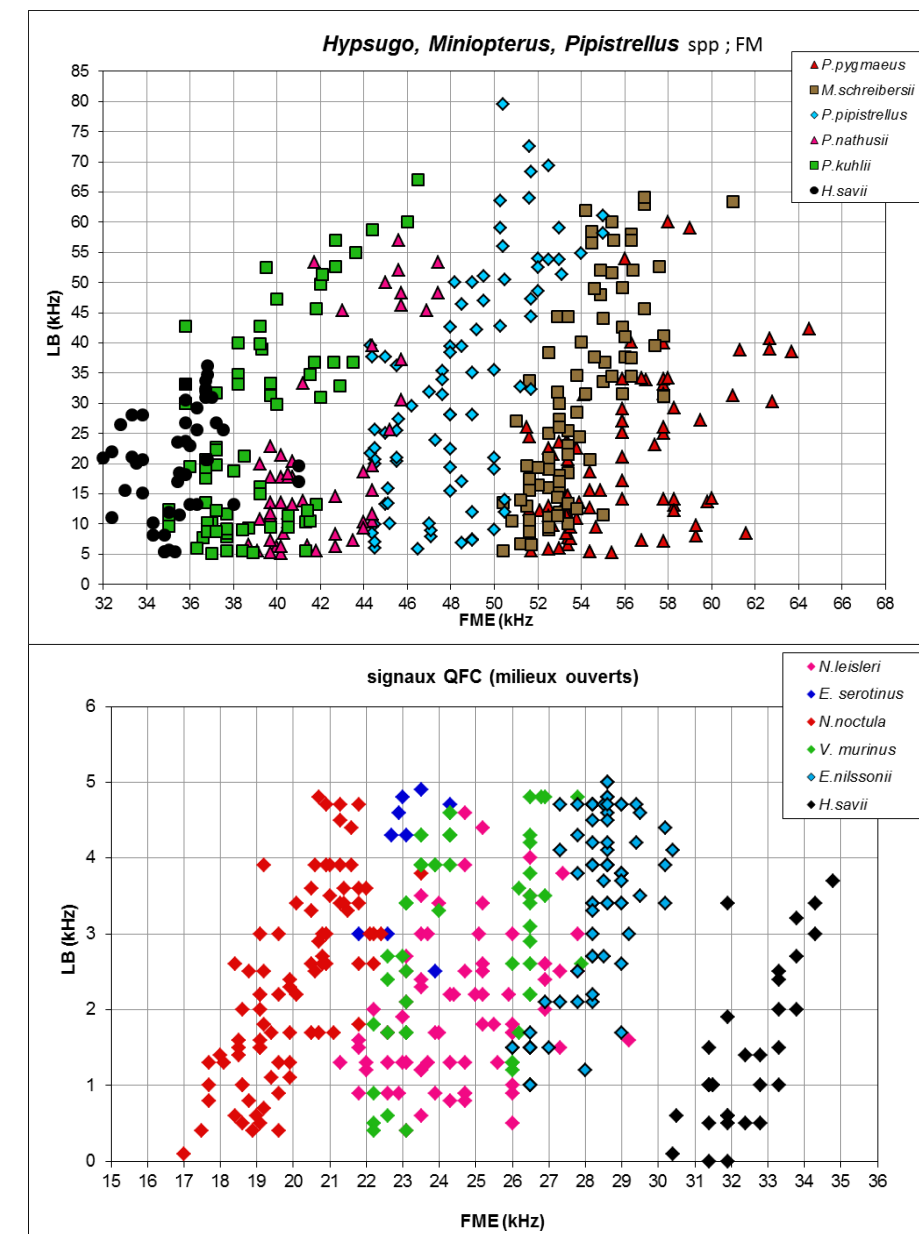 Hypsugo, Miniopterus, Pipistrellus spp ; FM
P.pygmaeus
M.schreibersii
P.pipistrellus
P.nathusii
P.kuhlii
H.savii
85
80
75
70
65
60
55
50
45
40
35
30
25
20
15
10
5
0
LB (kHz)
32 34 36 38 40 42 44 46 48 50 52 54 56 58 60 62 64 66 68
FME (kHz
signaux QFC (milieux ouverts)
N.leisleri
E. serotinus
N.noctula
V. murinus
E.nilssonii
H.savii
6
5
4
3
2
1
0
LB (kHz)
15 16 17 18 19 20 21 22 23 24 25 26 27 28 29 30 31 32 33 34 35 36
FME (kHz)